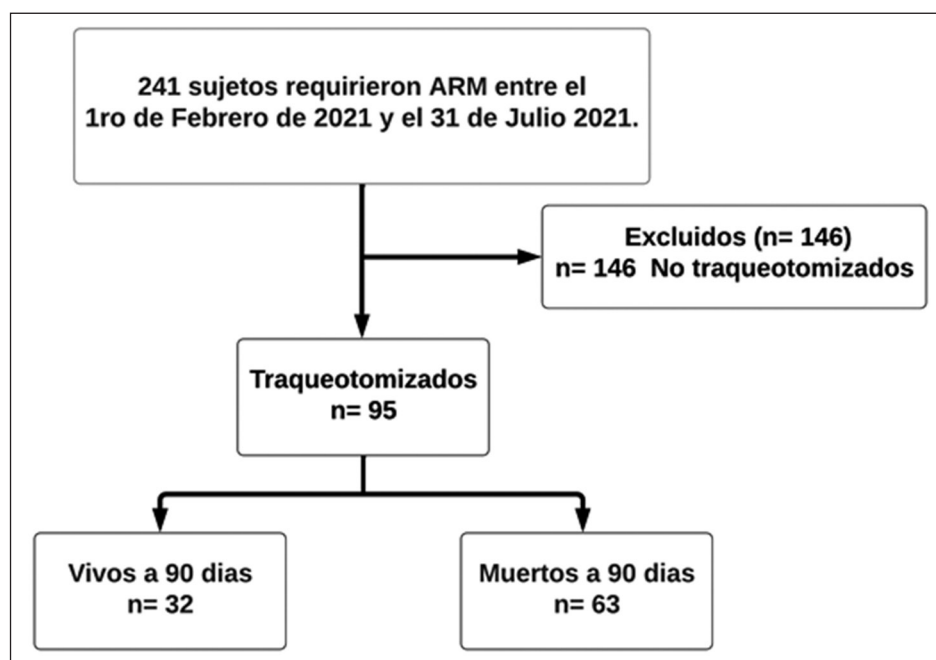 241 sujetos requirieron ARM entre el
1ro de Febrero de 2021 y el 31 de Julio 2021.
Excluidos (n= 146)
n= 146 No traqueotomizados
Traqueotomizados
n= 95
Vivos a 90 dias
n= 32
Muertos a 90 dias
n= 63